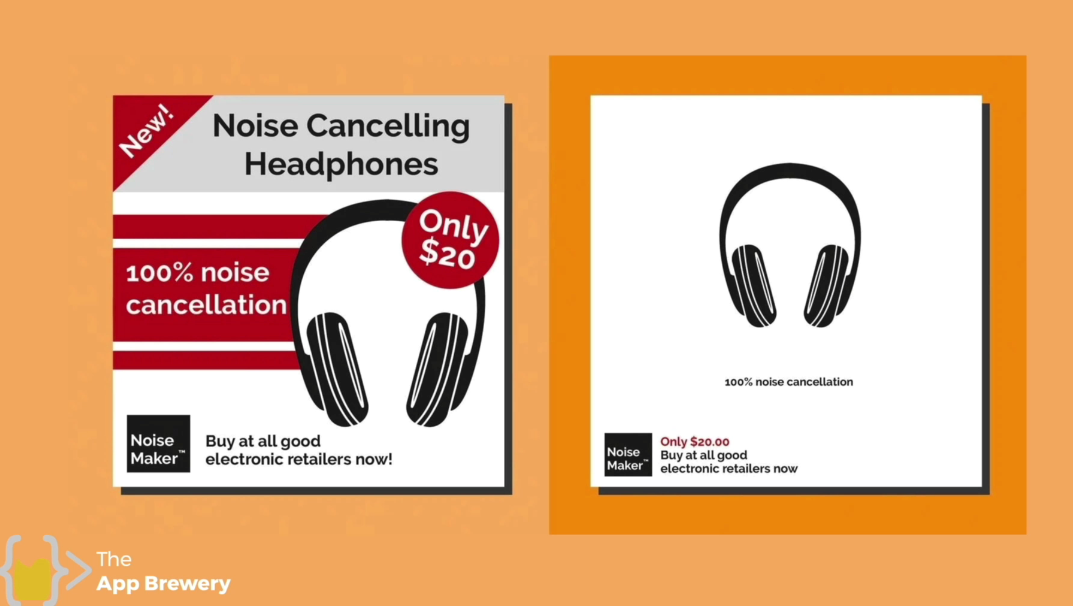 New!
Noise Cancelling
Headphones
Only
$20
100% noise
cancellation
Noise
Maker™
Buy at all good
electronic retailers now!
100% noise cancellation
Noise
Maker™
Only $20.00
Buy at all good
electronic retailers now
The
App Brewery